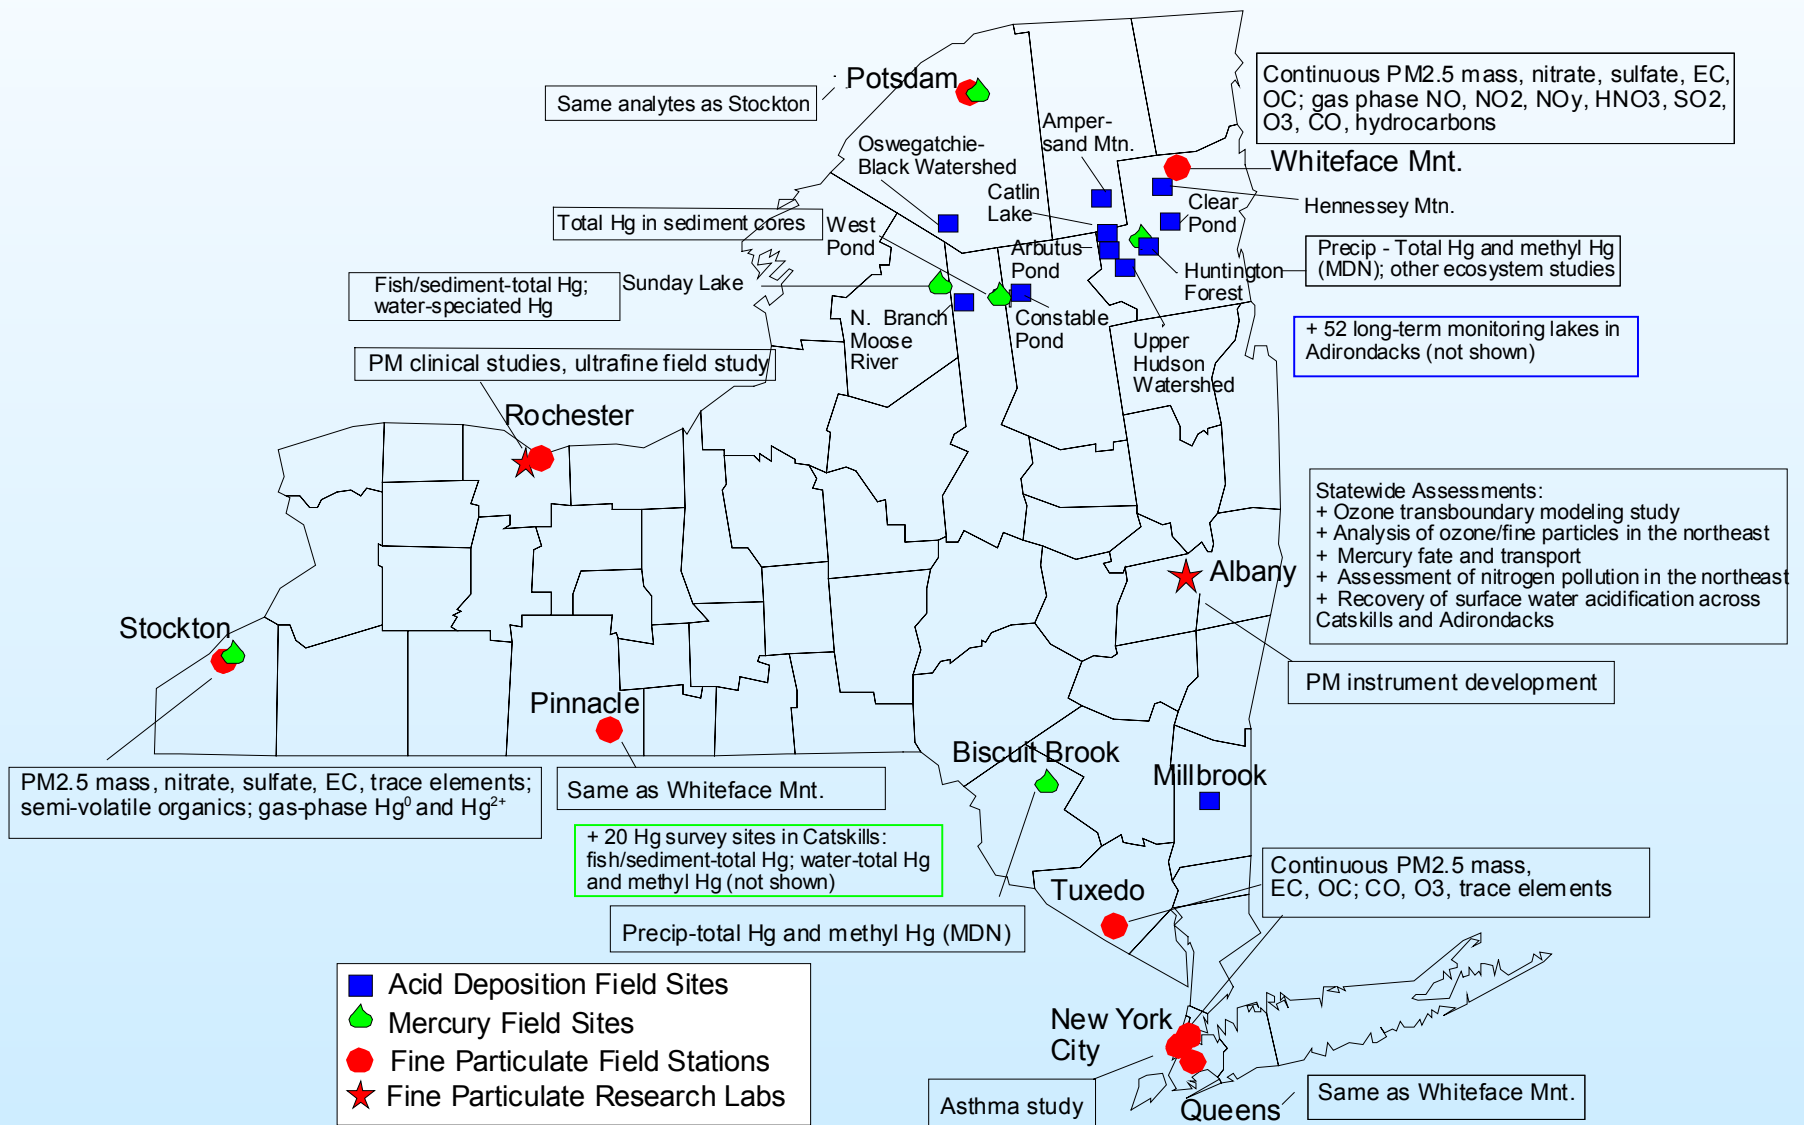 Potsdam
Same analytes as Stockton
Continuous PM2.5 mass, nitrate, sulfate, EC,
OC; gas phase NO, NO2, NOy, HNO3, SO2,
O3, CO, hydrocarbons
Whiteface Mnt.
Amper-
sand Mtn.
Oswegatchie-
Black Watershed
Catlin
Lake
Clear
Pond
Hennessey Mtn.
Total Hg in sediment cores
West
Pond
Arbutus
Pond
Huntington
Forest
Precip - Total Hg and methyl Hg
(MDN); other ecosystem studies
Fish/sediment-total Hg;
water-speciated Hg
Sunday Lake
N. Branch
Moose
River
Constable
Pond
Upper
Hudson
Watershed
+ 52 long-term monitoring lakes in
Adirondacks (not shown)
PM clinical studies, ultrafine field study
Rochester
Statewide Assessments:
+ Ozone transboundary modeling study
+ Analysis of ozone/fine particles in the northeast
+ Mercury fate and transport
+ Assessment of nitrogen pollution in the northeast
+ Recovery of surface water acidification across
Catskills and Adirondacks
Albany
PM instrument development
Stockton
Pinnacle
PM2.5 mass, nitrate, sulfate, EC, trace elements;
semi-volatile organics; gas-phase Hg⁰ and Hg²⁺
Same as Whiteface Mnt.
Biscuit Brook
Millbrook
+ 20 Hg survey sites in Catskills:
fish/sediment-total Hg; water-total Hg
and methyl Hg (not shown)
Precip-total Hg and methyl Hg (MDN)
Tuxedo
Continuous PM2.5 mass,
EC, OC; CO, O3, trace elements
Acid Deposition Field Sites
Mercury Field Sites
Fine Particulate Field Stations
Fine Particulate Research Labs
New York
City
Asthma study
Queens
Same as Whiteface Mnt.